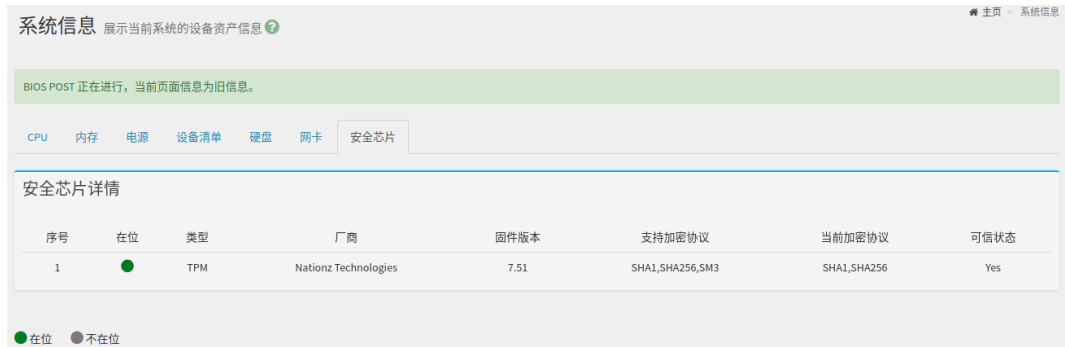 系统信息 展示当前系统的设备资产信息 ?
主页 > 系统信息
BIOS POST 正在进行，当前页面信息为旧信息。
CPU 内存 电源 设备清单 硬盘 网卡 安全芯片
安全芯片详情
序号 在位 类型 厂商 固件版本 支持加密协议 当前加密协议 可信状态
1 TPM Nationz Technologies 7.51 SHA1,SHA256,SM3 SHA1,SHA256 Yes
在位 不在位